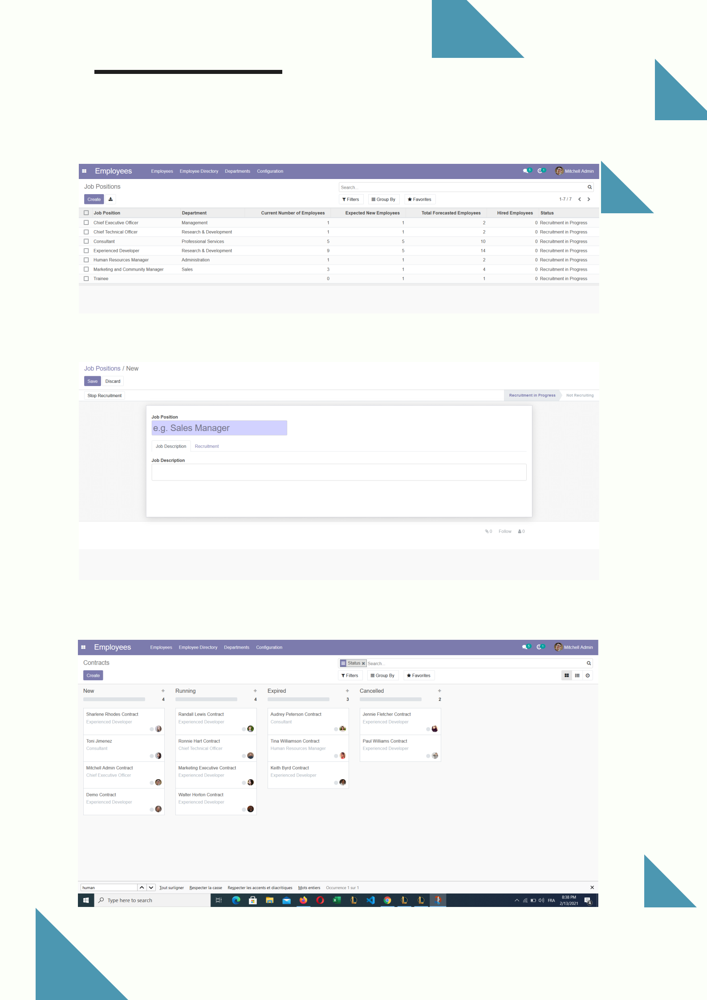 Employees Employees Employee Directory Departments Configuration 5 1 Mitchell Admin
Job Positions Search...
Create Filters Group By Favorites 1-7 / 7
Job Position Department Current Number of Employees Expected New Employees Total Forecasted Employees Hired Employees Status
Chief Executive Officer Management 1 1 2 0 Recruitment in Progress
Chief Technical Officer Research & Development 1 1 2 0 Recruitment in Progress
Consultant Professional Services 5 5 10 0 Recruitment in Progress
Experienced Developer Research & Development 9 5 14 0 Recruitment in Progress
Human Resources Manager Administration 1 1 2 0 Recruitment in Progress
Marketing and Community Manager Sales 3 1 4 0 Recruitment in Progress
Trainee 0 1 1 0 Recruitment in Progress
Job Positions / New
Save Discard
Stop Recruitment Recruitment in Progress Not Recruiting
Job Position
e.g. Sales Manager
Job Description Recruitment
Job Description
0 Follow 0
Employees Employees Employee Directory Departments Configuration 5 1 Mitchell Admin
Contracts Status Search...
Create Filters Group By Favorites
New Running Expired Cancelled
4 4 3 2
Sharlene Rhodes Contract Randall Lewis Contract Audrey Peterson Contract Jennie Fletcher Contract
Experienced Developer Experienced Developer Consultant Experienced Developer
Toni Jimenez Ronnie Hart Contract Tina Williamson Contract Paul Williams Contract
Consultant Chief Technical Officer Human Resources Manager Experienced Developer
Mitchell Admin Contract Marketing Executive Contract Keith Byrd Contract
Chief Executive Officer Experienced Developer Experienced Developer
Demo Contract Walter Horton Contract
Experienced Developer Experienced Developer
human Tout surligner Respecter la casse Respecter les accents et diacritiques Mots entiers Occurrence 1 sur 1
Type here to search FRA 8:38 PM
2/13/2021 4